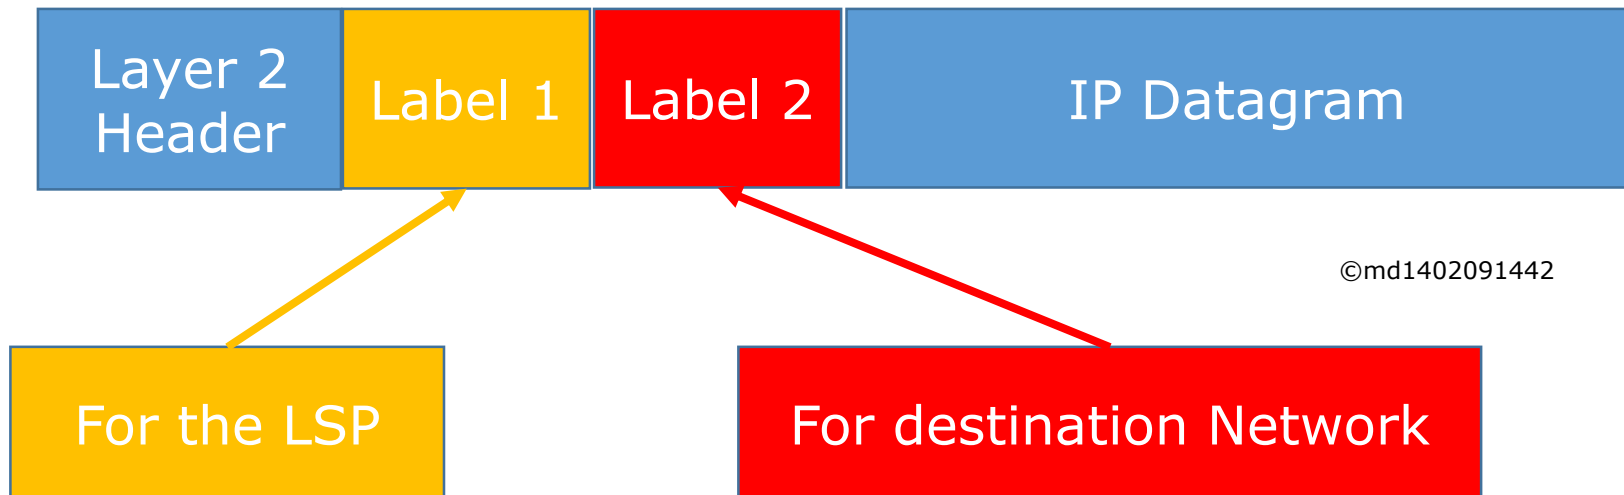 Layer 2
Header
Label 1
Label 2
IP Datagram
©md1402091442
For the LSP
For destination Network